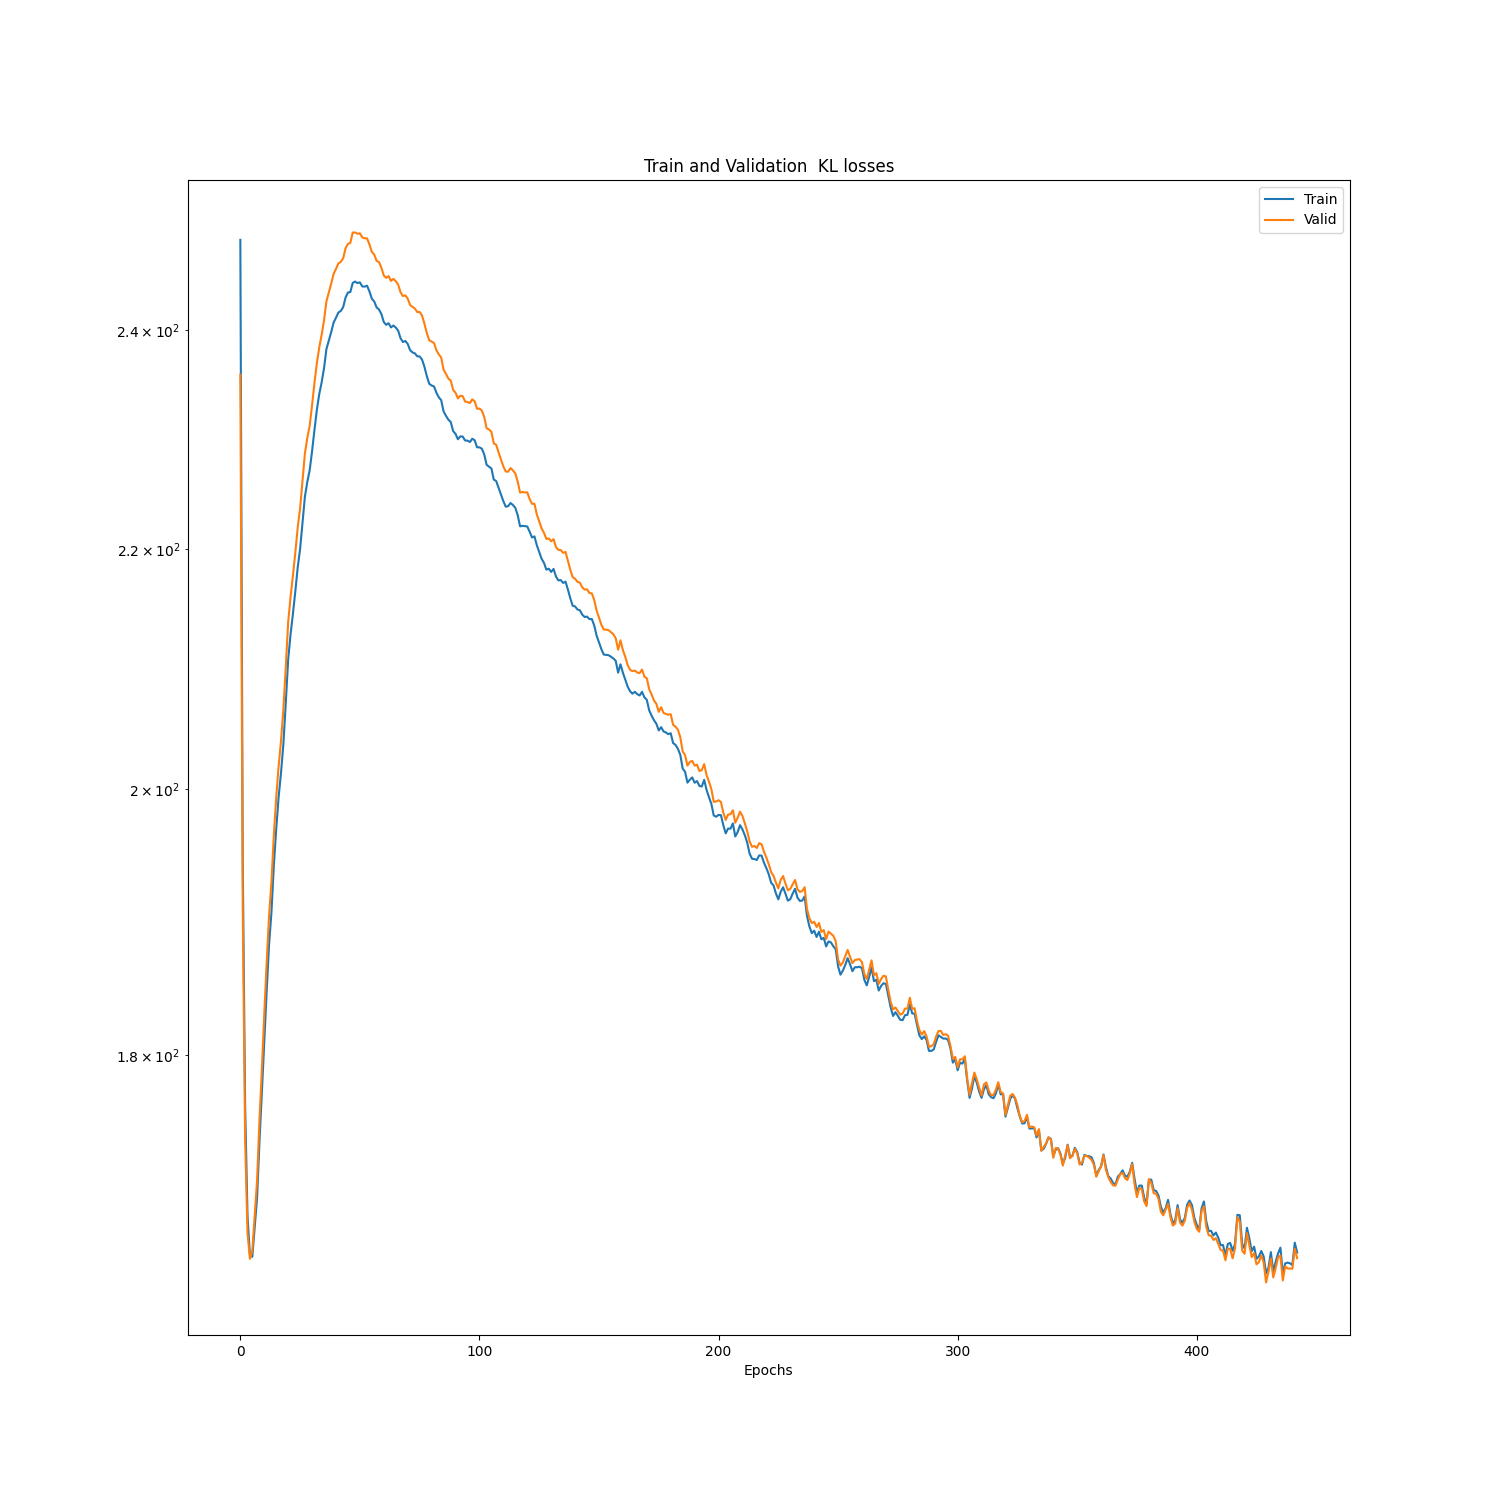 Train and Validation  KL losses
Train
Valid
2.4 × 10²
2.2 × 10²
2 × 10²
1.8 × 10²
0 100 200 300 400
Epochs